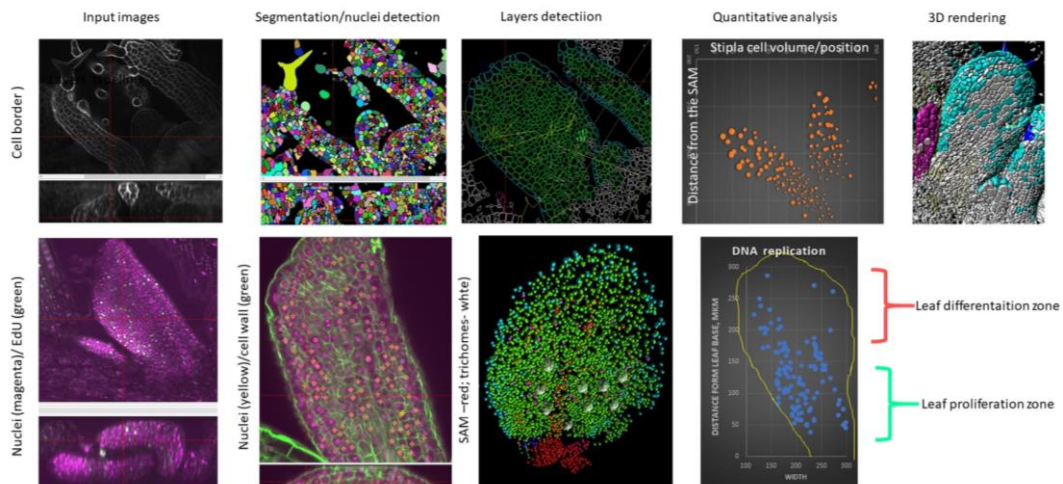 Input images
Segmentation/nuclei detection
Layers detectiion
Quantitative analysis
3D rendering
Cell border )
Stipla cell volume/position
Distance from the SAM
Nuclei (magenta)/ EdU (green)
Nuclei (yellow)/cell wall (green)
SAM –red; trichomes- whte)
DNA replication
DISTANCE FORM LEAF BASE, MKM
300
250
200
150
100
50
0
100 150 200 250 300
WIDTH
Leaf differentaition zone
Leaf proliferation zone